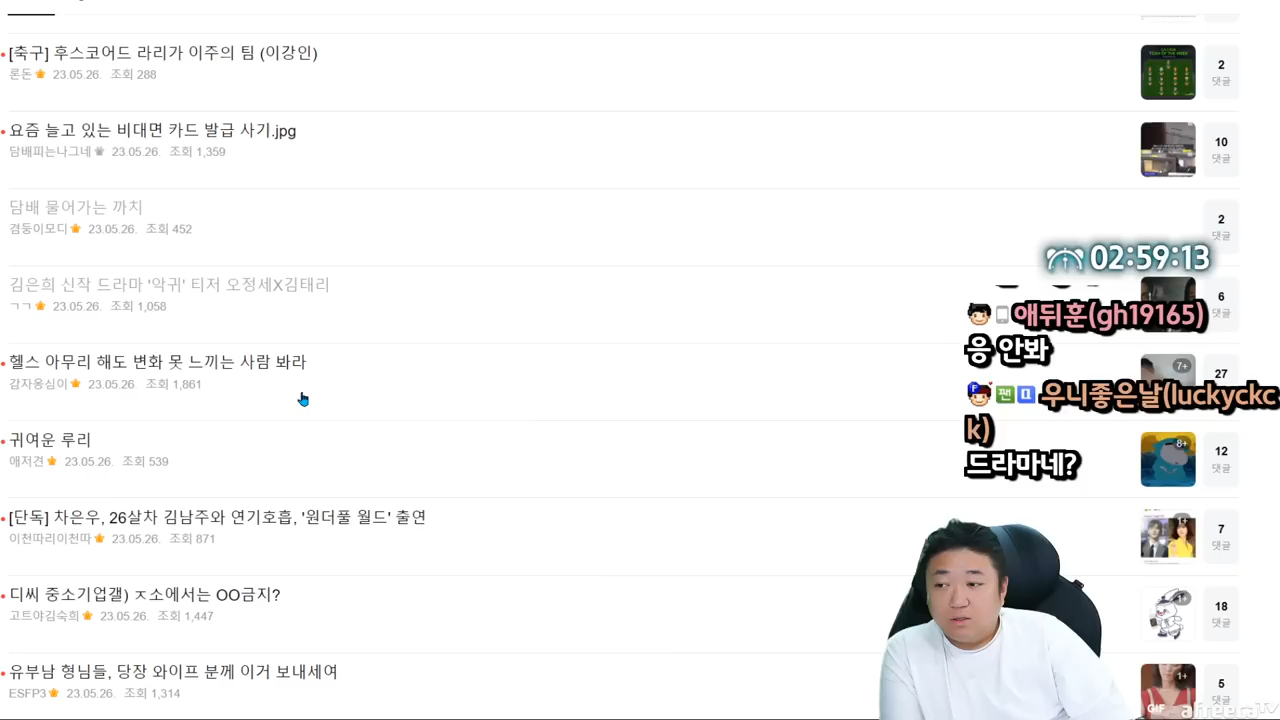 [축구] 후스코어드 라리가 이주의 팀 (이강인)
론돈 23.05.26. 조회 288
2
댓글
요즘 늘고 있는 비대면 카드 발급 사기.jpg
담배피는나그네 23.05.26. 조회 1,359
10
댓글
담배 물어가는 까치
검둥이모디 23.05.26. 조회 452
2
댓글
02:59:13
김은희 신작 드라마 '악귀' 티저 오정세X김태리
ㄱㄱ 23.05.26. 조회 1,058
6
댓글
애뒤훈(gh19165)
응 안봐
헬스 아무리 해도 변화 못 느끼는 사람 봐라
감자옹심이 23.05.26. 조회 1,861
7+
27
팬 우니좋은날(luckyckc
k)
드라마네?
귀여운 루리
애저견 23.05.26. 조회 539
8+
12
댓글
[단독] 차은우, 26살차 김남주와 연기호흡, '원더풀 월드' 출연
이천따리이천따 23.05.26. 조회 871
1+
7
댓글
디씨 중소기업갤) ㅈ소에서는 OO금지?
고트야김숙희 23.05.26. 조회 1,447
1+
18
댓글
유부남 형님들, 당장 와이프 분께 이거 보내세여
ESFP3 23.05.26. 조회 1,314
1+
5
댓글
GIF
afreecaTV